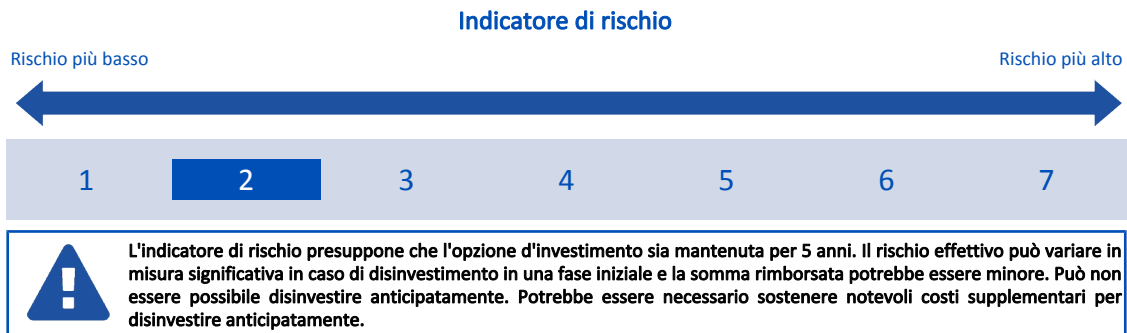 Indicatore di rischio
Rischio più basso
Rischio più alto
1 2 3 4 5 6 7
L'indicatore di rischio presuppone che l'opzione d'investimento sia mantenuta per 5 anni. Il rischio effettivo può variare in
misura significativa in caso di disinvestimento in una fase iniziale e la somma rimborsata potrebbe essere minore. Può non
essere possibile disinvestire anticipatamente. Potrebbe essere necessario sostenere notevoli costi supplementari per
disinvestire anticipatamente.